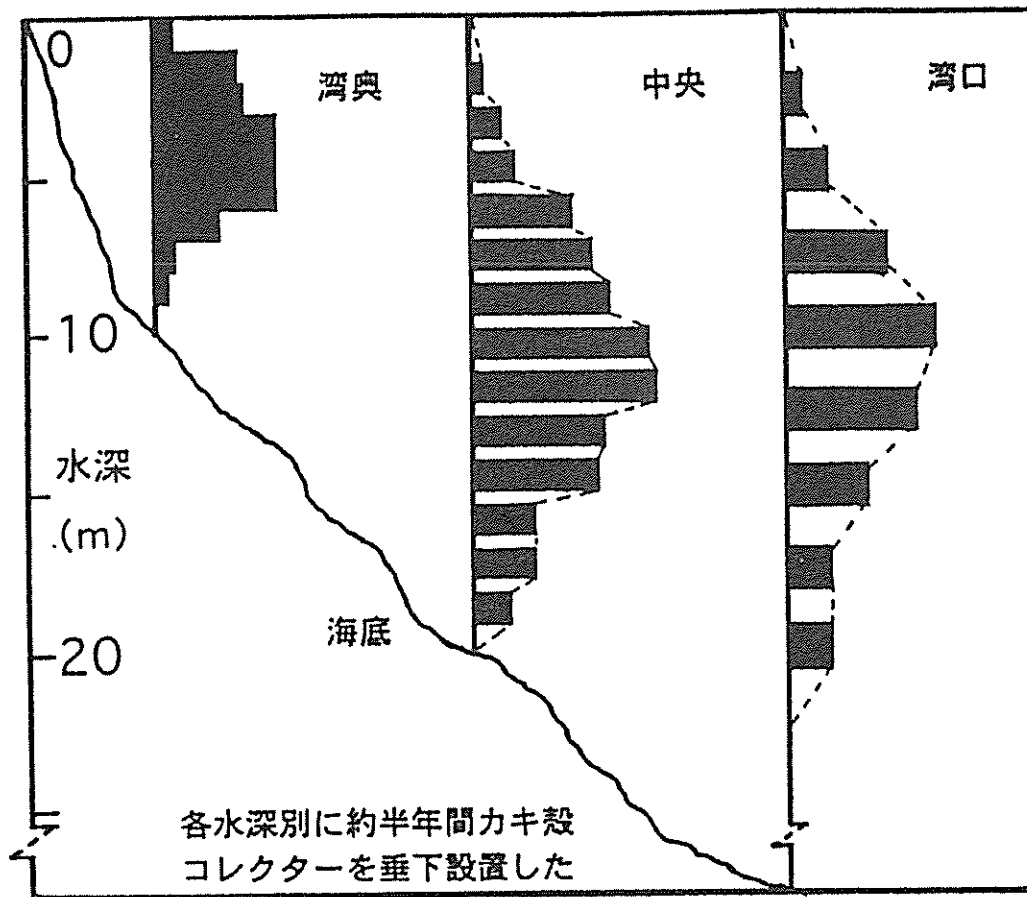 0
湾奥
中央
湾口
10
水深
(m)
海底
20
各水深別に約半年間カキ殻
コレクターを垂下設置した